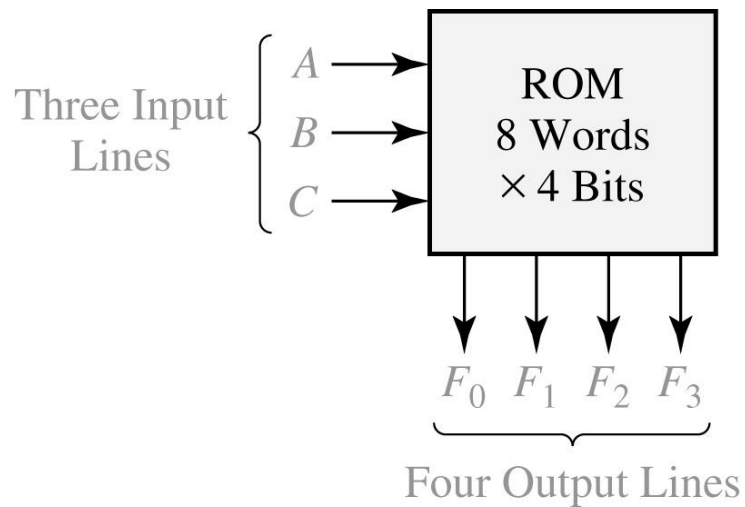 Three Input
Lines
A
B
C
ROM
8 Words
× 4 Bits
F₀ F₁ F₂ F₃
Four Output Lines